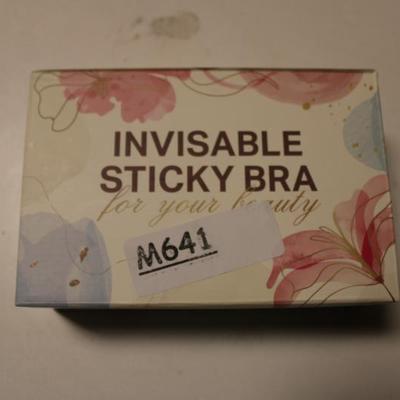 INVISABLE
STICKY BRA
for your beauty
M641